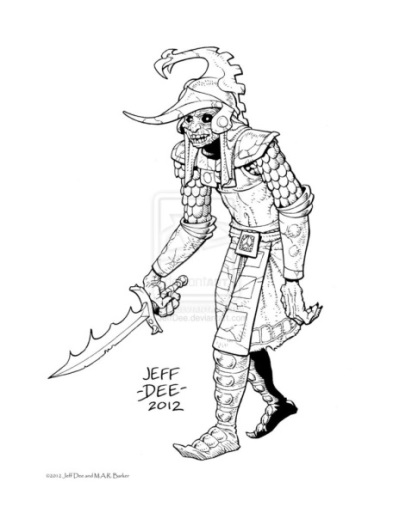 JEFF
-DEE-
2012
©2012, Jeff Dee and M.A.R. Barker